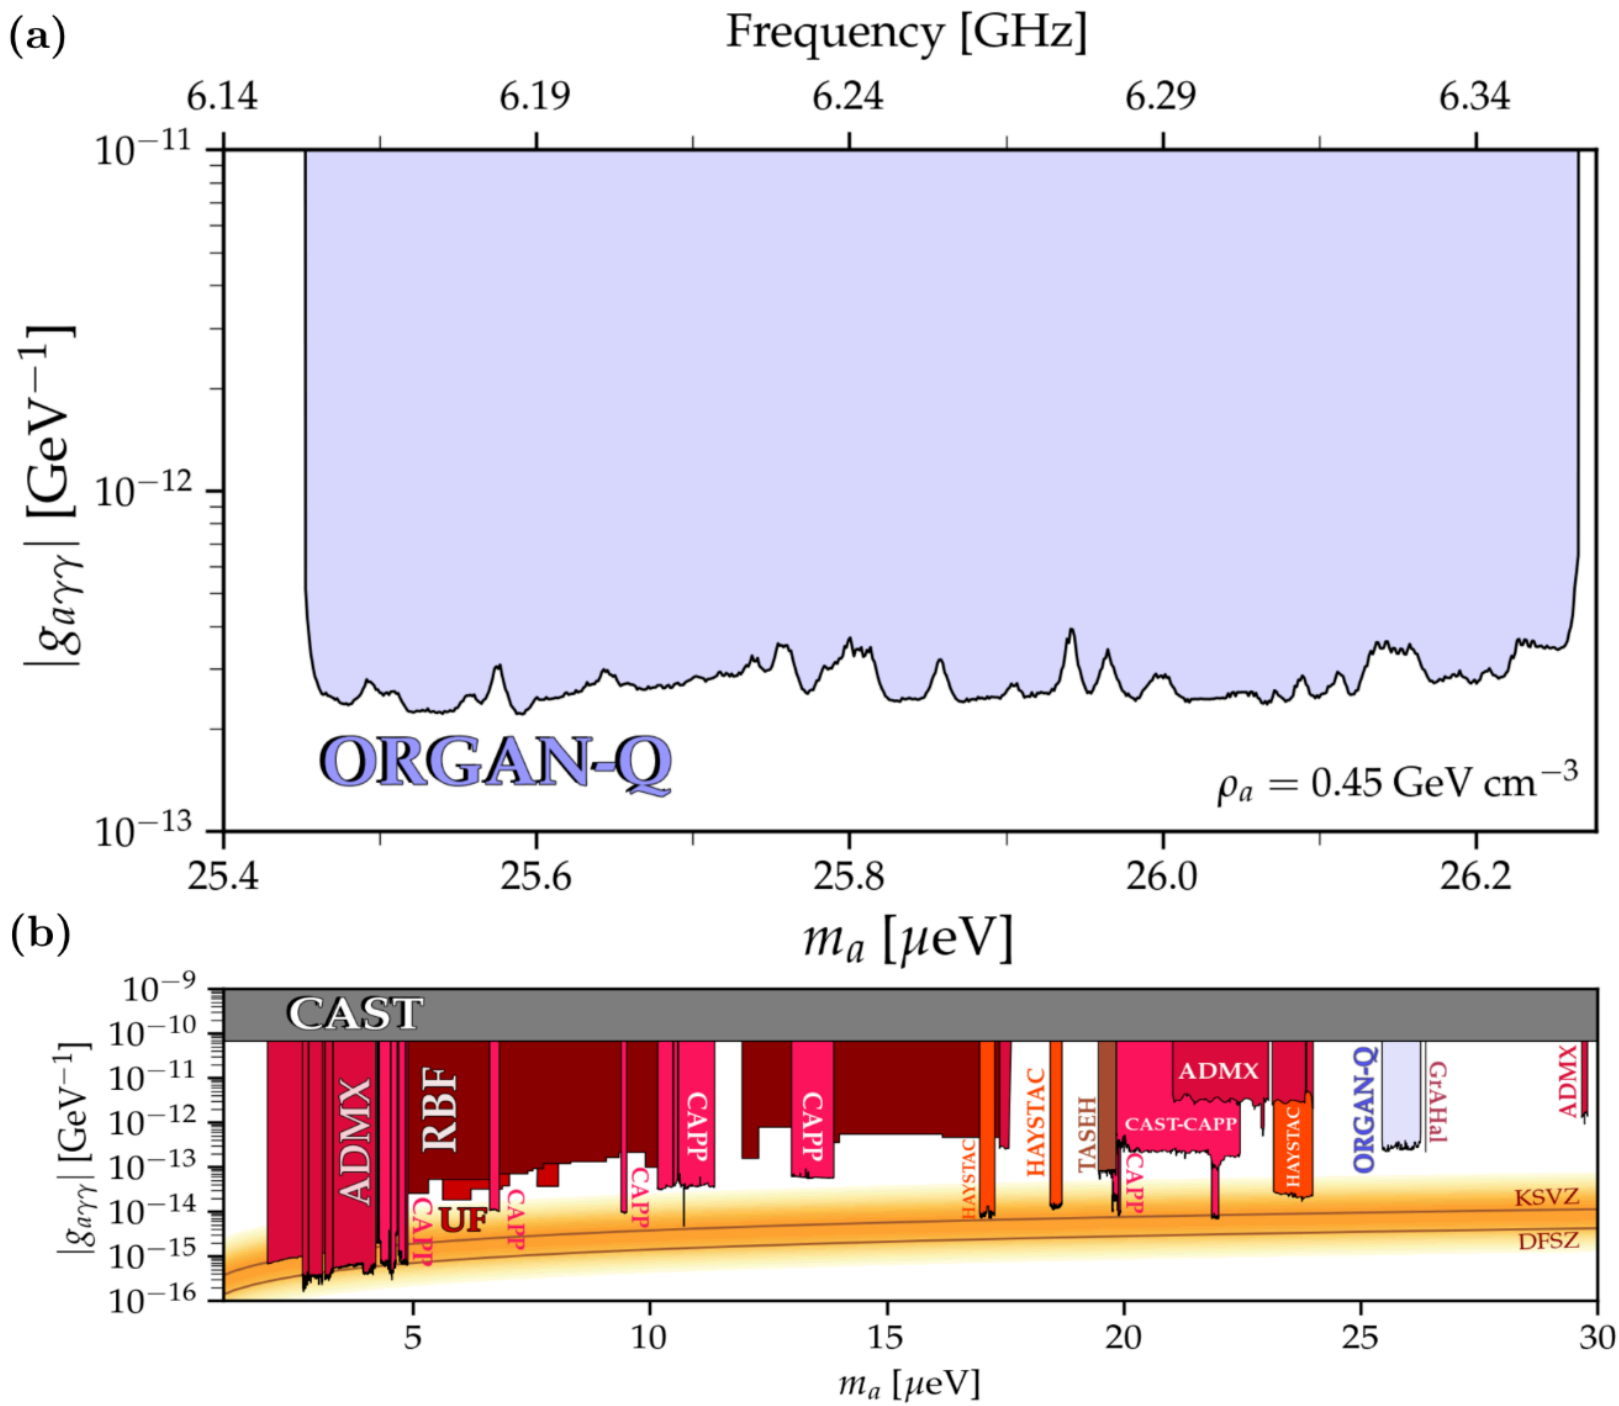 (a)
Frequency [GHz]
6.14 6.19 6.24 6.29 6.34
10⁻¹¹
10⁻¹²
10⁻¹³
|g_{aγγ}| [GeV⁻¹]
ORGAN-Q
ρ_a = 0.45 GeV cm⁻³
25.4 25.6 25.8 26.0 26.2
m_a [μeV]
(b)
10⁻⁹
10⁻¹⁰
10⁻¹¹
10⁻¹²
10⁻¹³
10⁻¹⁴
10⁻¹⁵
10⁻¹⁶
|g_{aγγ}| [GeV⁻¹]
CAST
ADMX
RBF
CAPP
UF
CAPP
CAPP
CAPP
CAPP
HAYSTAC
HAYSTAC
TASEH
CAPP
ADMX
CAST-CAPP
HAYSTAC
ORGAN-Q
GrAHal
ADMX
KSVZ
DFSZ
5 10 15 20 25 30
m_a [μeV]